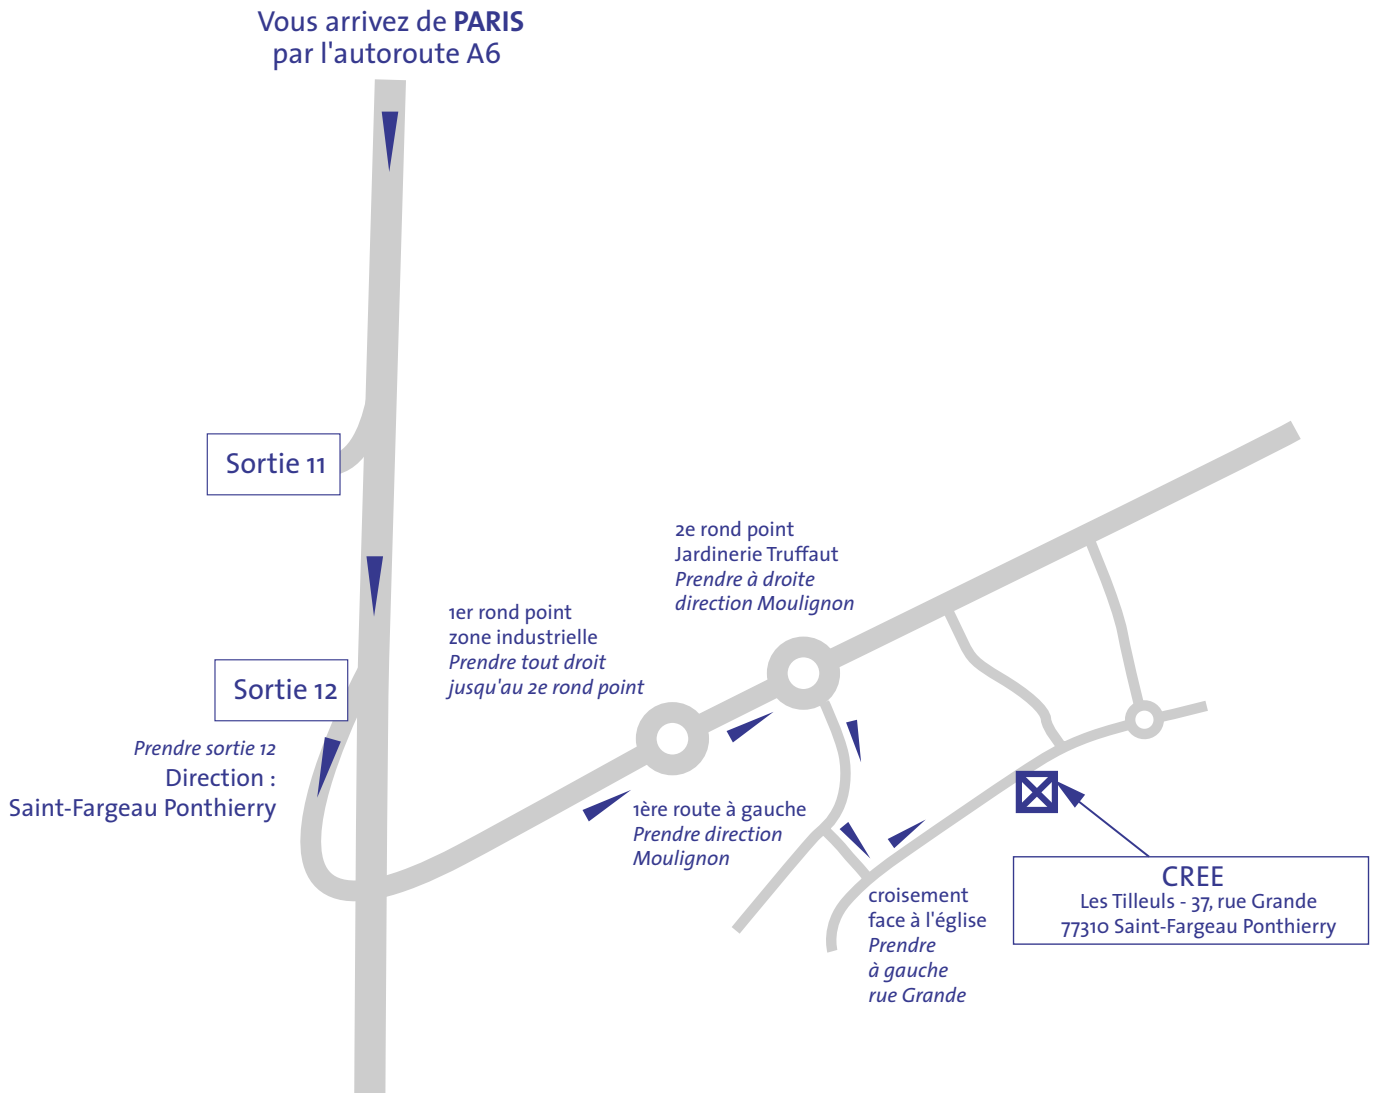 Vous arrivez de PARIS
par l'autoroute A6
Sortie 11
Sortie 12
Prendre sortie 12
Direction :
Saint-Fargeau Ponthierry
1er rond point
zone industrielle
Prendre tout droit
jusqu'au 2e rond point
2e rond point
Jardinerie Truffaut
Prendre à droite
direction Moulignon
1ère route à gauche
Prendre direction
Moulignon
croisement
face à l'église
Prendre
à gauche
rue Grande
CREE
Les Tilleuls - 37, rue Grande
77310 Saint-Fargeau Ponthierry